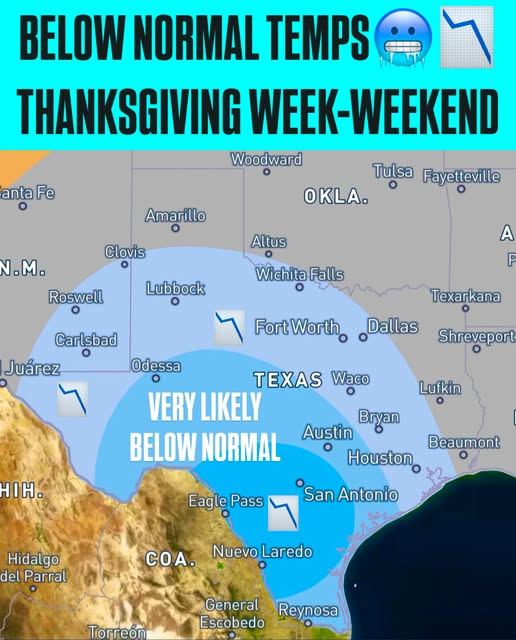 BELOW NORMAL TEMPS🥶📉
THANKSGIVING WEEK-WEEKEND
Woodward
Tulsa
Fayetteville
anta Fe
OKLA.
Amarillo
A
Clovis
Altus
P
N.M.
Wichita Falls
Roswell
Lubbock
Texarkana
Fort Worth
Dallas
Carlsbad
Shreveport
Juárez
Odessa
TEXAS
Waco
Lufkin
VERY LIKELY
BELOW NORMAL
Bryan
Austin
Beaumont
Houston
HIH.
San Antonio
Eagle Pass
COA.
Nuevo Laredo
Hidalgo
del Parral
General
Escobedo
Reynosa
Torreón